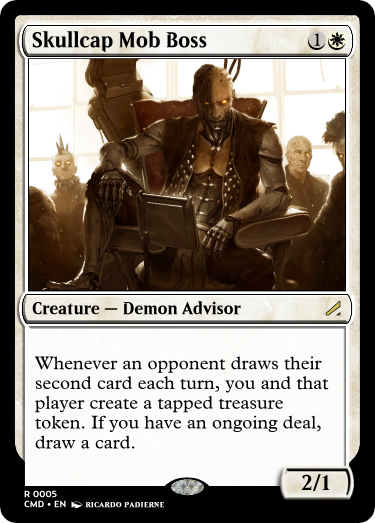 Skullcap Mob Boss 1
Creature — Demon Advisor
Whenever an opponent draws their
second card each turn, you and that
player create a tapped treasure
token. If you have an ongoing deal,
draw a card.
2/1
R 0005
CMD • EN RICARDO PADIERNE